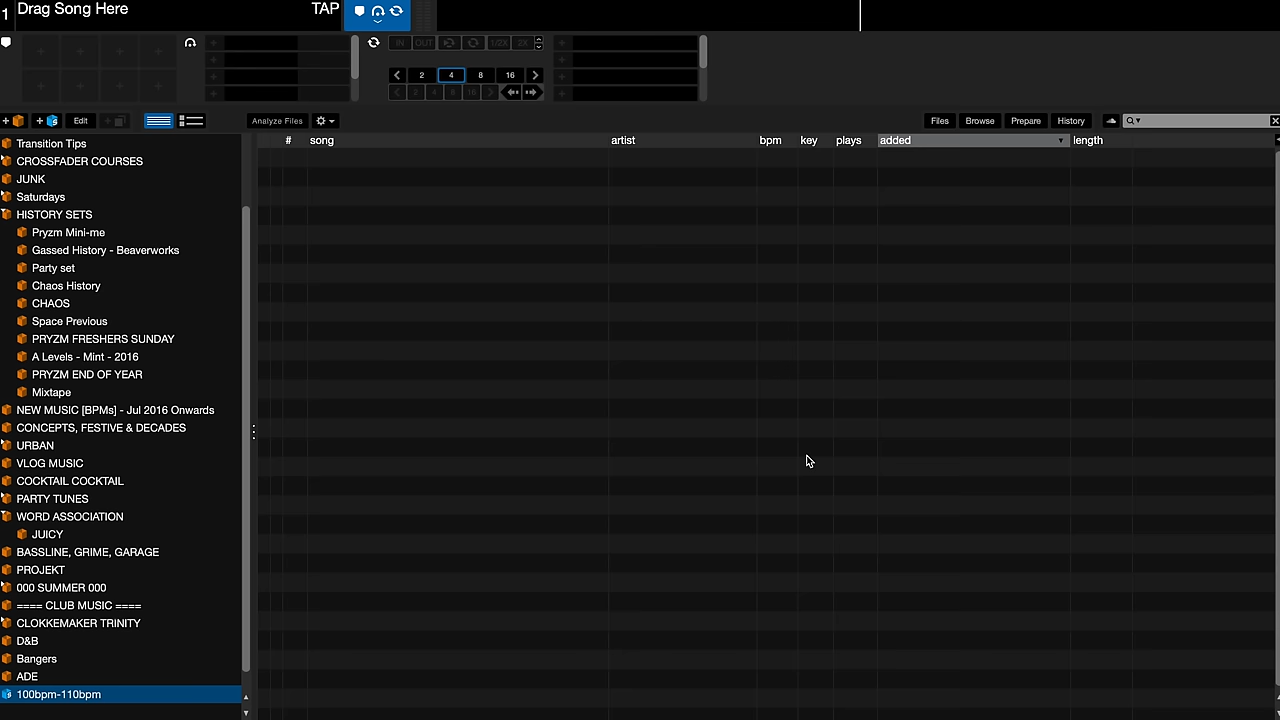 1 Drag Song Here TAP
IN OUT 1/2X 2X
2 4 8 16
2 4 8 16
Edit Analyze Files Files Browse Prepare History
# song artist bpm key plays added length
Transition Tips
CROSSFADER COURSES
JUNK
Saturdays
HISTORY SETS
Pryzm Mini-me
Gassed History - Beaverworks
Party set
Chaos History
CHAOS
Space Previous
PRYZM FRESHERS SUNDAY
A Levels - Mint - 2016
PRYZM END OF YEAR
Mixtape
NEW MUSIC [BPMs] - Jul 2016 Onwards
CONCEPTS, FESTIVE & DECADES
URBAN
VLOG MUSIC
COCKTAIL COCKTAIL
PARTY TUNES
WORD ASSOCIATION
JUICY
BASSLINE, GRIME, GARAGE
PROJEKT
000 SUMMER 000
==== CLUB MUSIC ====
CLOKKEMAKER TRINITY
D&B
Bangers
ADE
100bpm-110bpm